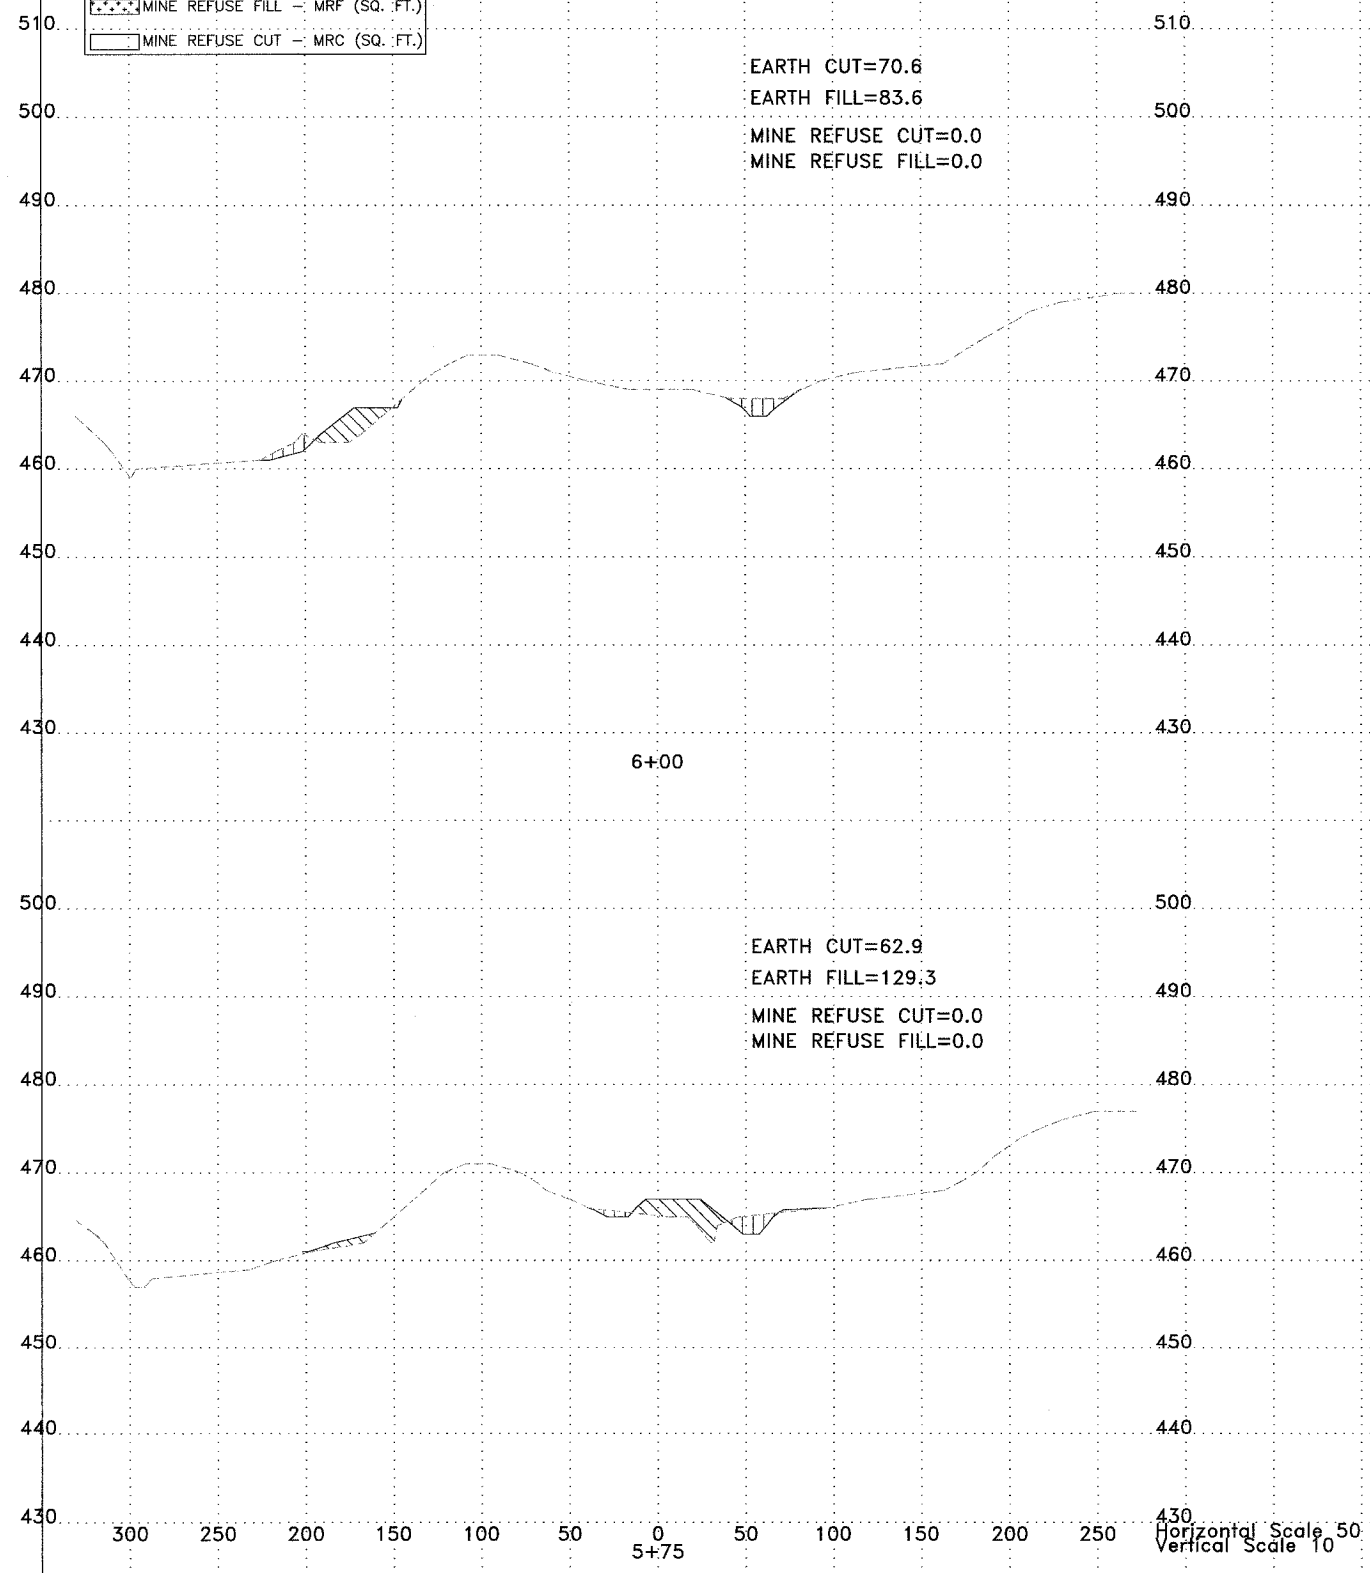 MINE REFUSE FILL - MRF (SQ. FT.)
MINE REFUSE CUT - MRC (SQ. FT.)
510 510
EARTH CUT=70.6
EARTH FILL=83.6
500 500
MINE REFUSE CUT=0.0
MINE REFUSE FILL=0.0
490 490
480 480
470 470
460 460
450 450
440 440
430 430
6+00
500 500
EARTH CUT=62.9
EARTH FILL=129.3
490 490
MINE REFUSE CUT=0.0
MINE REFUSE FILL=0.0
480 480
470 470
460 460
450 450
440 440
430 430
300 250 200 150 100 50 0 50 100 150 200 250
Horizontal Scale 50
Vertical Scale 10
5+75